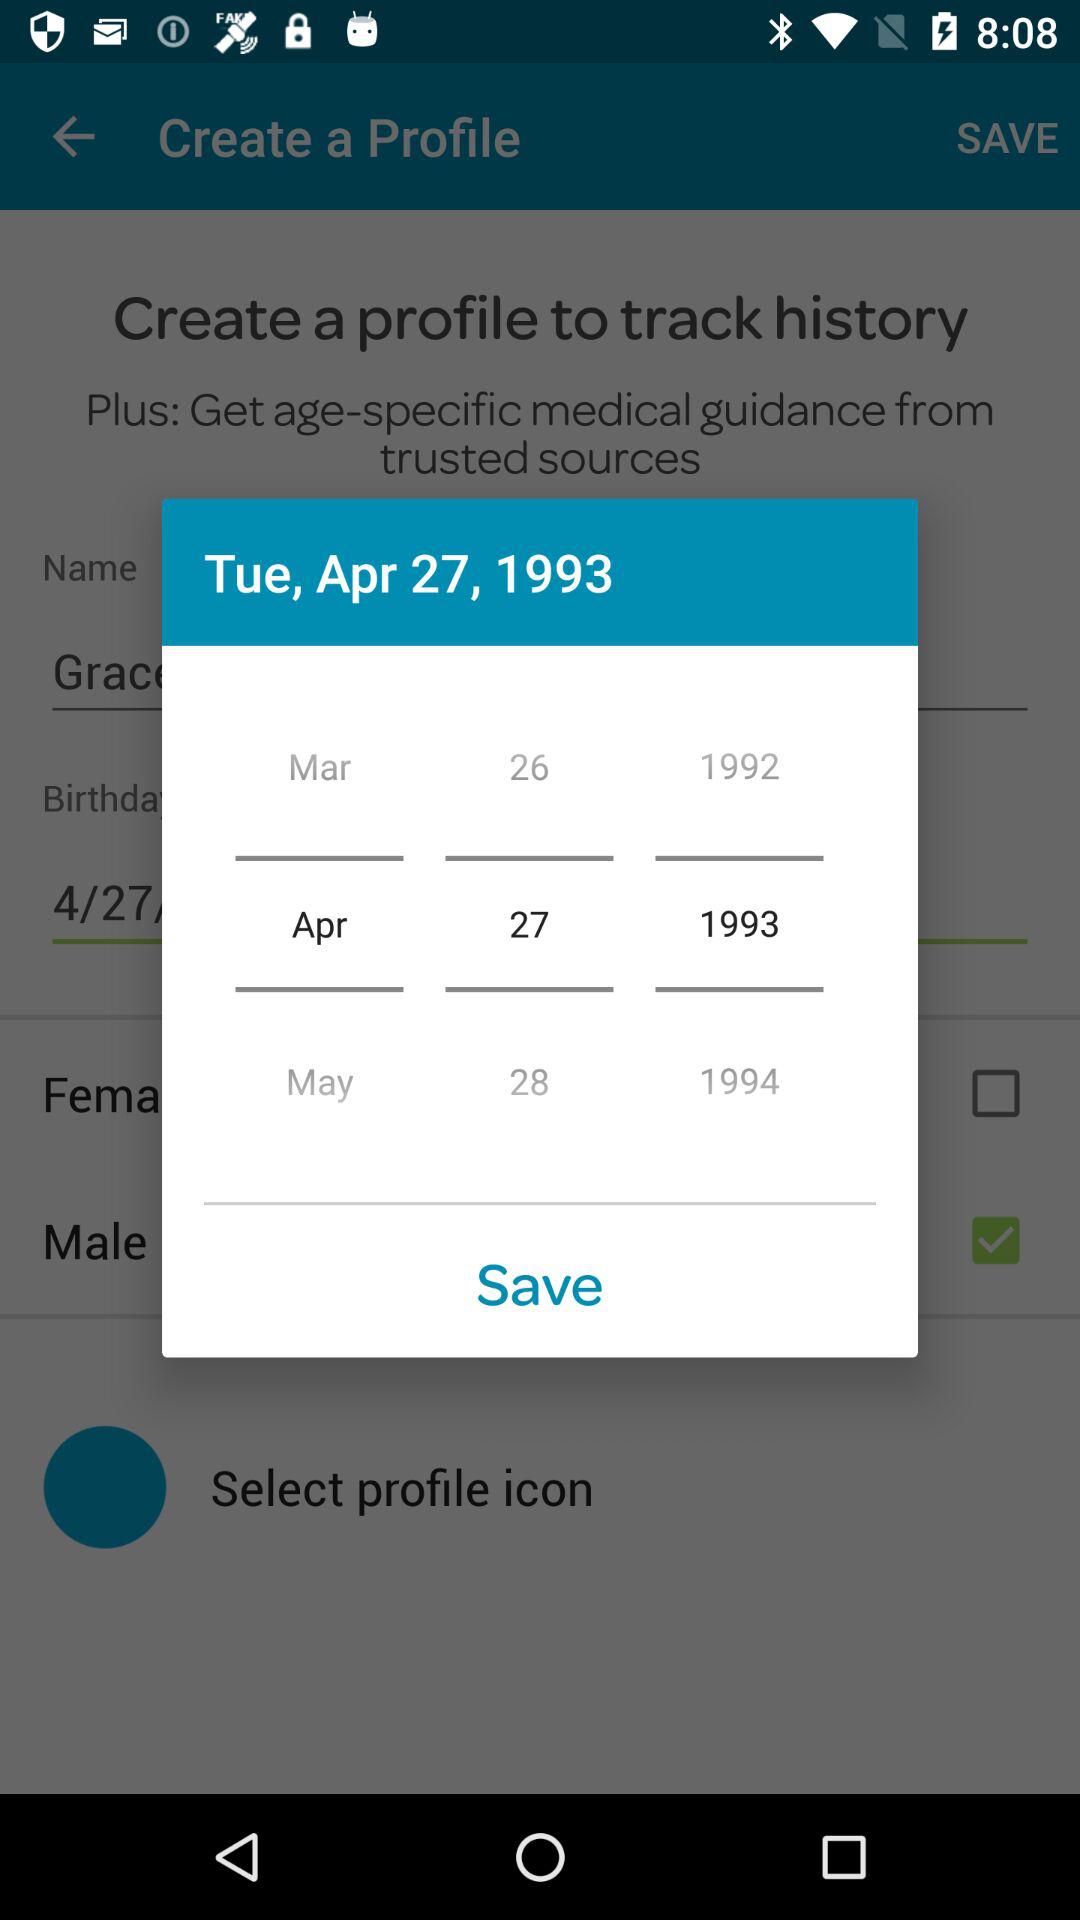 8:08
Create a Profile
SAVE
Create a profile to track history
Plus: Get age-specific medical guidance from
trusted sources
Name
Grace
Birthday
4/27/
Tue, Apr 27, 1993
Mar 26 1992
Apr 27 1993
May 28 1994
Save
Fema
Male
Select profile icon